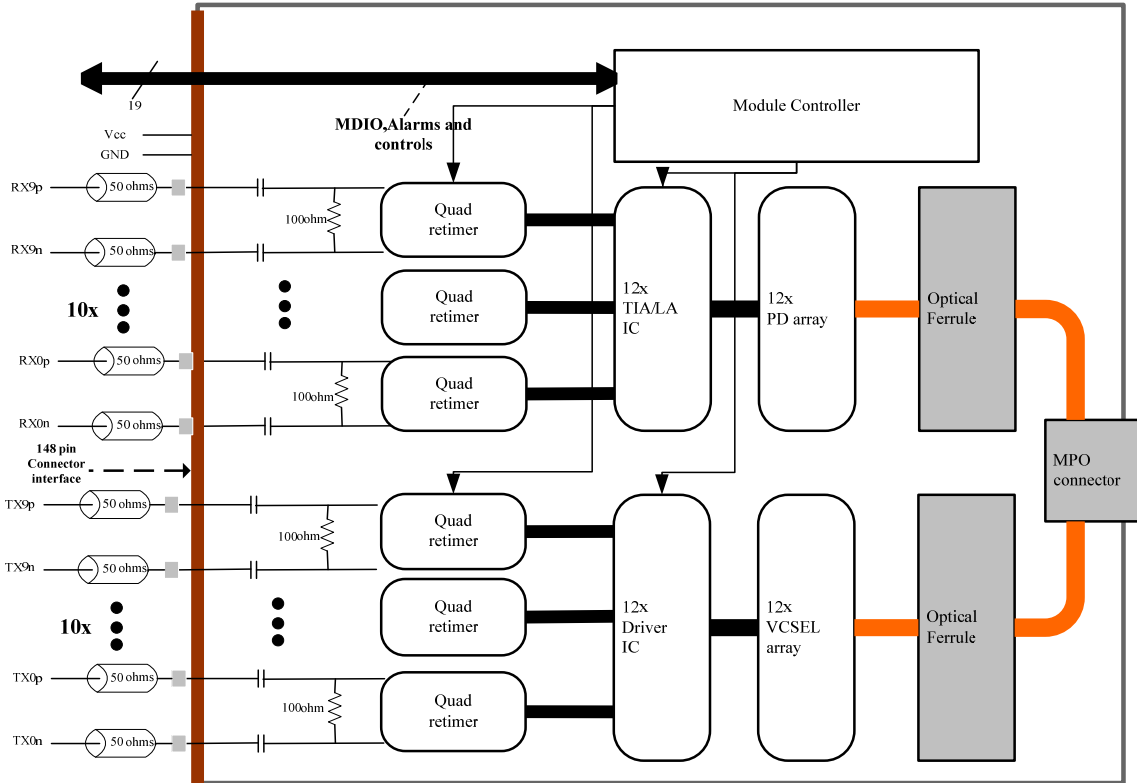 Module Controller
19
MDIO,Alarms and
controls
Vcc
GND
RX9p
50 ohms
100ohm
RX9n
50 ohms
10x
RX0p
50 ohms
100ohm
RX0n
50 ohms
Quad
retimer
Quad
retimer
Quad
retimer
12x
TIA/LA
IC
12x
PD array
Optical
Ferrule
148 pin
Connector
interface
MPO
connector
TX9p
50 ohms
100ohm
TX9n
50 ohms
10x
TX0p
50 ohms
100ohm
TX0n
50 ohms
Quad
retimer
Quad
retimer
Quad
retimer
12x
Driver
IC
12x
VCSEL
array
Optical
Ferrule